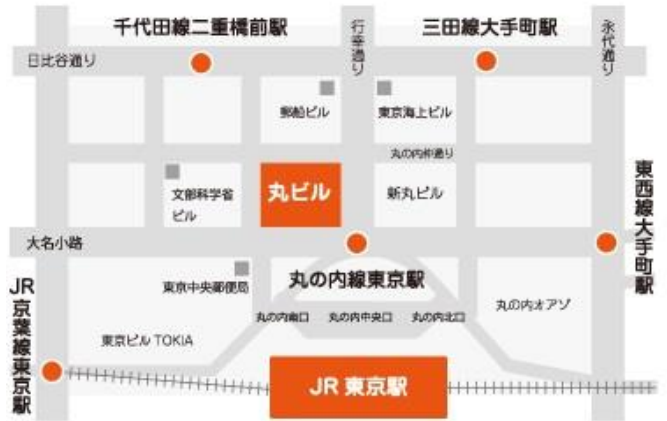 千代田線二重橋前駅
行幸通り
三田線大手町駅
永代通り
日比谷通り
郵船ビル
東京海上ビル
丸の内仲通り
文部科学省
ビル
丸ビル
新丸ビル
東西線大手町駅
大名小路
丸の内線東京駅
東京中央郵便局
丸の内オアゾ
JR京葉線東京駅
丸の内南口
丸の内中央口
丸の内北口
東京ビル TOKIA
JR 東京駅